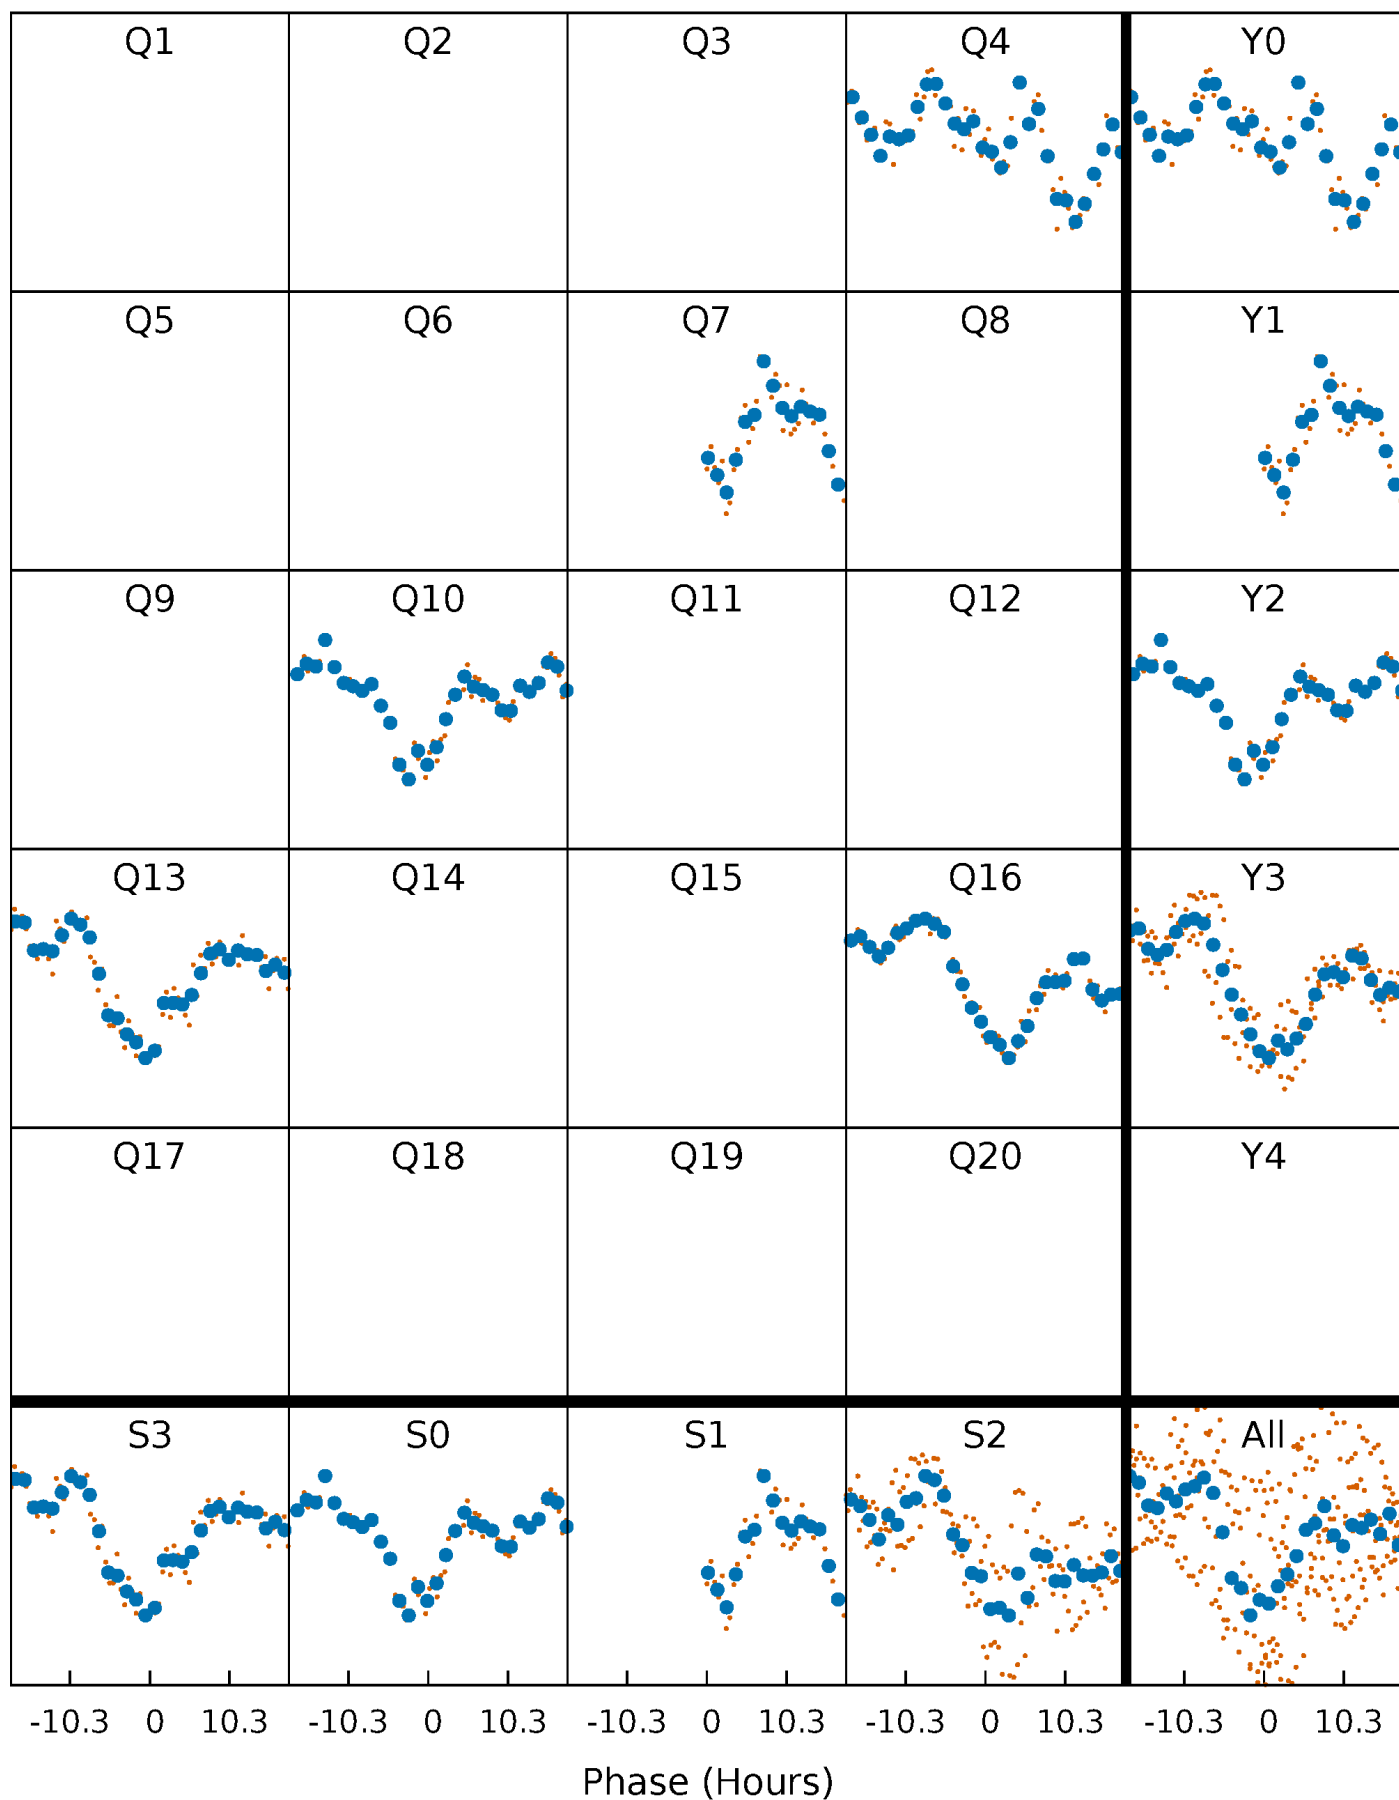 Q1 Q2 Q3 Q4 Y0
Q5 Q6 Q7 Q8 Y1
Q9 Q10 Q11 Q12 Y2
Q13 Q14 Q15 Q16 Y3
Q17 Q18 Q19 Q20 Y4
S3 S0 S1 S2 All
-10.3 0 10.3 -10.3 0 10.3 -10.3 0 10.3 -10.3 0 10.3 -10.3 0 10.3
Phase (Hours)